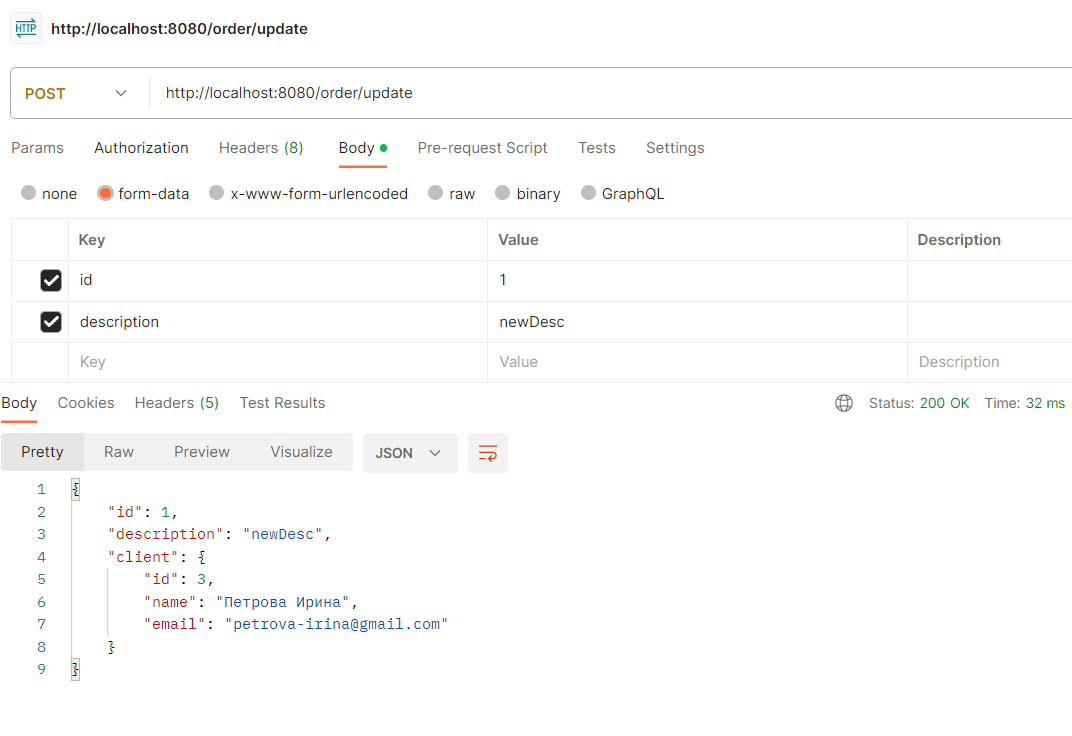 HTTP http://localhost:8080/order/update
POST http://localhost:8080/order/update
Params Authorization Headers (8) Body Pre-request Script Tests Settings
none form-data x-www-form-urlencoded raw binary GraphQL
Key Value Description
id 1
description newDesc
Key Value Description
Body Cookies Headers (5) Test Results Status: 200 OK Time: 32 ms
Pretty Raw Preview Visualize JSON
1 {
2 "id": 1,
3 "description": "newDesc",
4 "client": {
5 "id": 3,
6 "name": "Петрова Ирина",
7 "email": "petrova-irina@gmail.com"
8 }
9 }